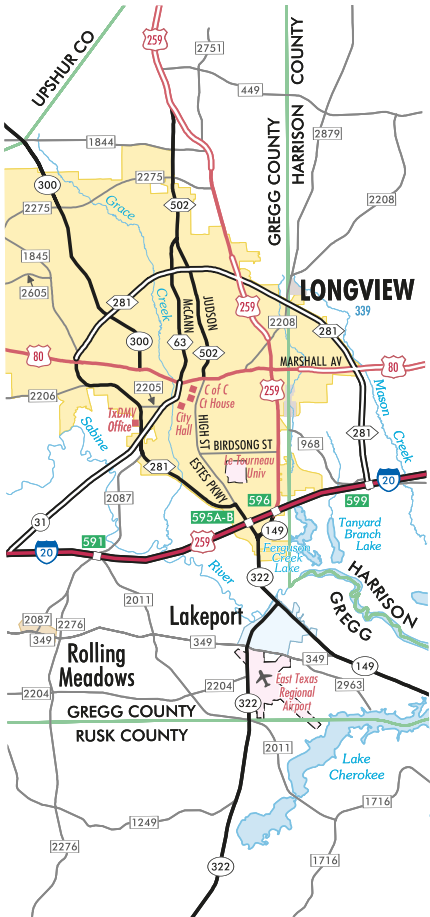 UPSHUR CO
259
2751
COUNTY
COUNTY
449
GREGG
HARRISON
2879
1844
300
2275
2275
502
Grace
2208
1845
2605
281
LONGVIEW
339
JUDSON
McCANN
259
281
2208
Creek
300
63
502
MARSHALL AV
80
80
2206
2205
C of C
Ct House
259
Mason
Creek
TxDMV
Office
City
Hall
HIGH ST
BIRDSONG ST
968
281
Sabine
281
Le Tourneau
Univ
ESTES PKWY
2087
596
599
20
595A-B
31
149
Tanyard
Branch
Lake
591
259
20
Ferguson
Creek
Lake
River
322
HARRISON
GREGG
2011
Lakeport
2087
2276
349
349
349
149
Rolling
Meadows
2204
2204
East Texas
Regional
Airport
2963
322
GREGG COUNTY
RUSK COUNTY
2011
Lake
Cherokee
1716
1249
2276
1716
322